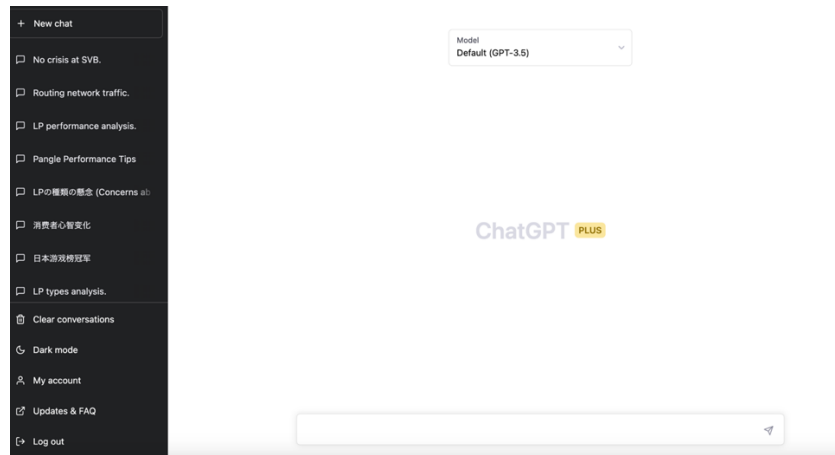 New chat
No crisis at SVB.
Routing network traffic.
LP performance analysis.
Pangle Performance Tips
LPの種類の懸念 (Concerns ab
消费者心智变化
日本游戏榜冠军
LP types analysis.
Clear conversations
Dark mode
My account
Updates & FAQ
Log out
Model
Default (GPT-3.5)
ChatGPT PLUS